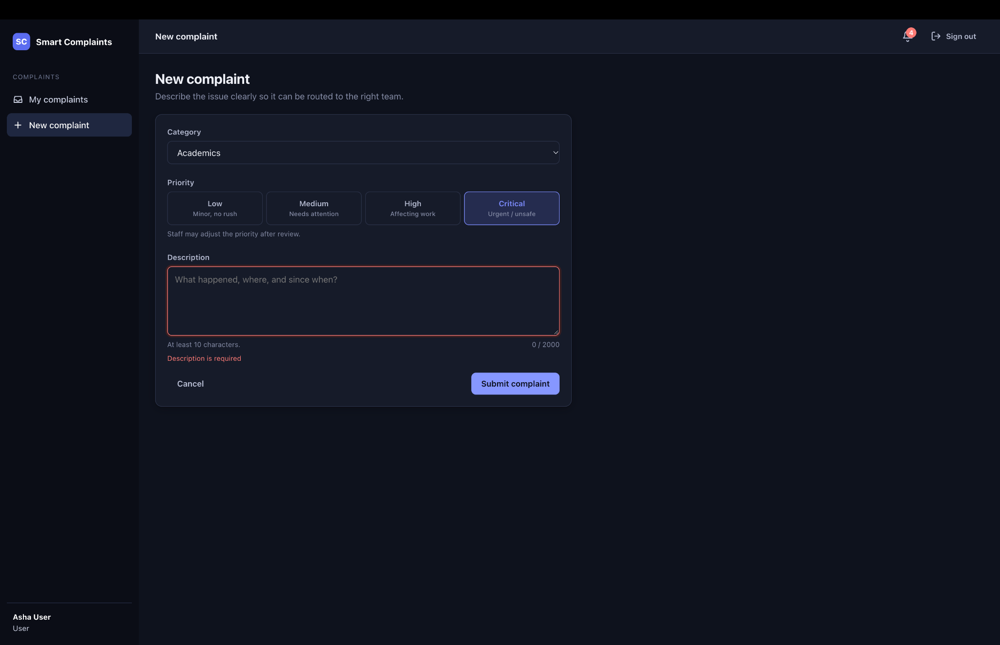 SC Smart Complaints
COMPLAINTS
My complaints
New complaint
Asha User
User
New complaint
4
Sign out
New complaint
Describe the issue clearly so it can be routed to the right team.
Category
Academics
Priority
Low
Minor, no rush
Medium
Needs attention
High
Affecting work
Critical
Urgent / unsafe
Staff may adjust the priority after review.
Description
What happened, where, and since when?
At least 10 characters.
0 / 2000
Description is required
Cancel
Submit complaint